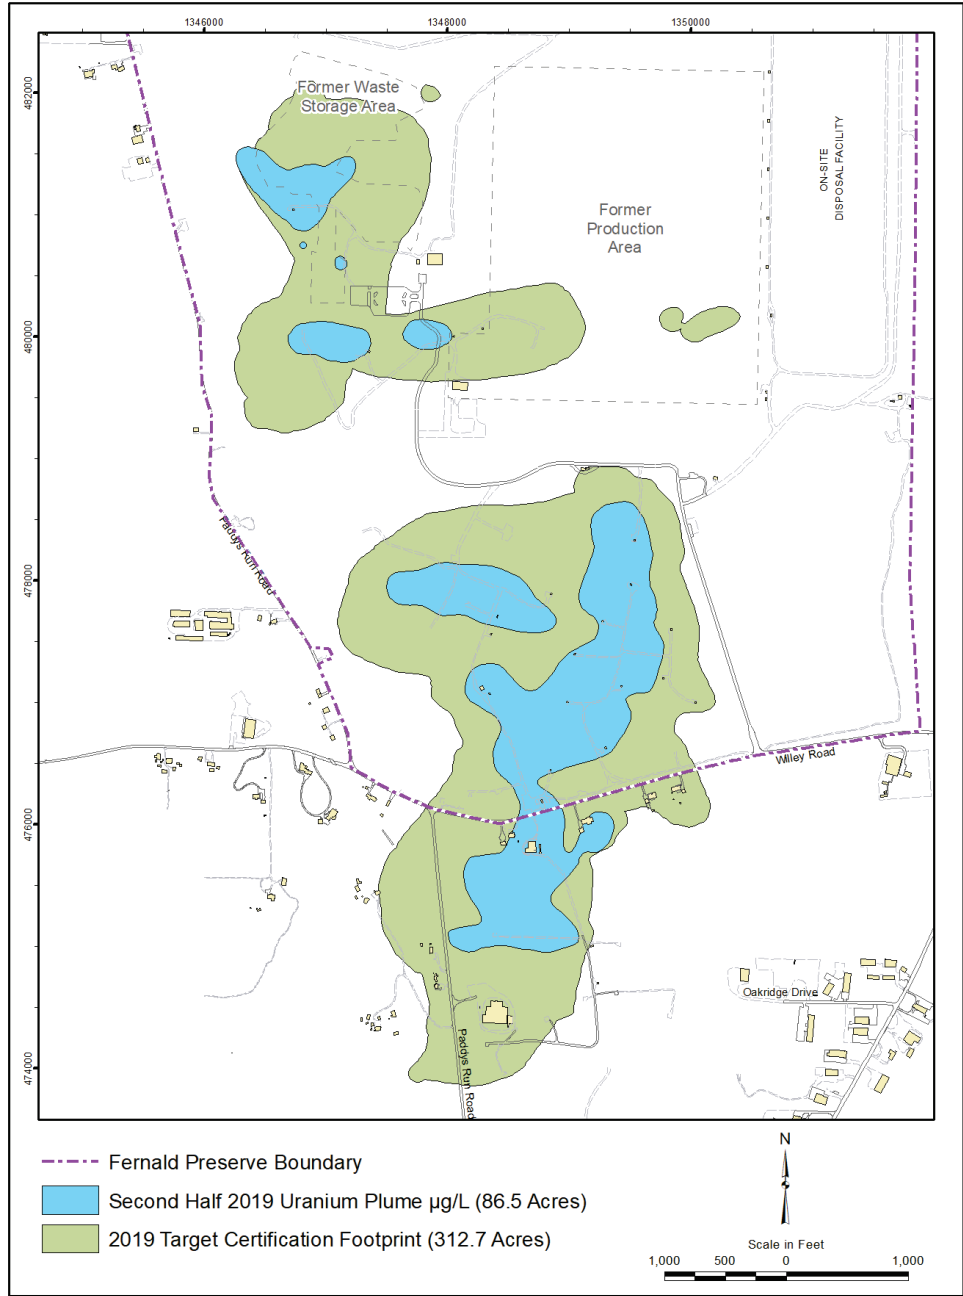 1346000
1348000
1350000
482000
480000
478000
476000
474000
Former Waste
Storage Area
Former
Production
Area
ON-SITE
DISPOSAL FACILITY
Paddys Run Road
Willey Road
Oakridge Drive
Paddys Run Road
Fernald Preserve Boundary
Second Half 2019 Uranium Plume µg/L (86.5 Acres)
2019 Target Certification Footprint (312.7 Acres)
N
Scale in Feet
1,000 500 0 1,000